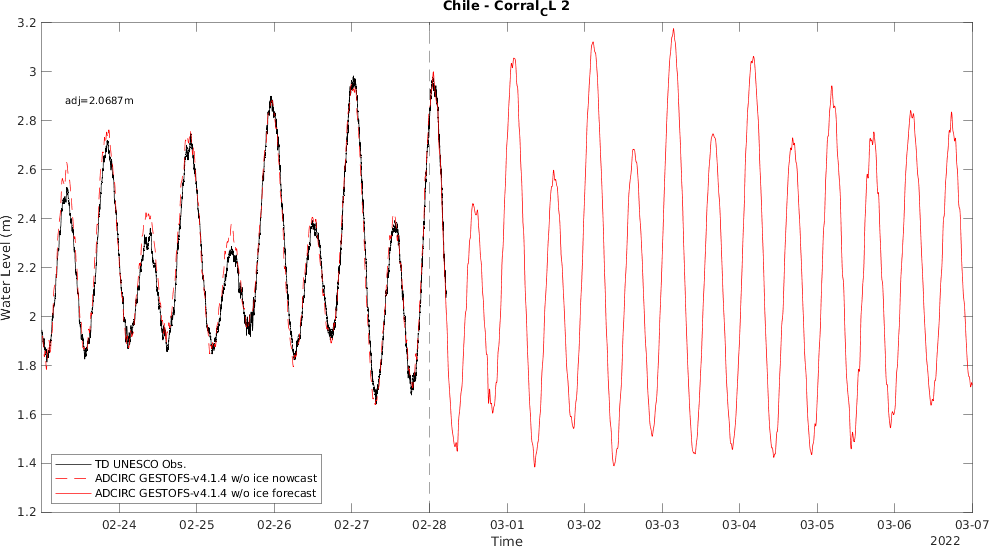 Chile - Corral_CL 2
adj=2.0687m
Water Level (m)
3.2
3
2.8
2.6
2.4
2.2
2
1.8
1.6
1.4
1.2
TD UNESCO Obs.
ADCIRC GESTOFS-v4.1.4 w/o ice nowcast
ADCIRC GESTOFS-v4.1.4 w/o ice forecast
02-24 02-25 02-26 02-27 02-28 03-01 03-02 03-03 03-04 03-05 03-06 03-07
Time
2022